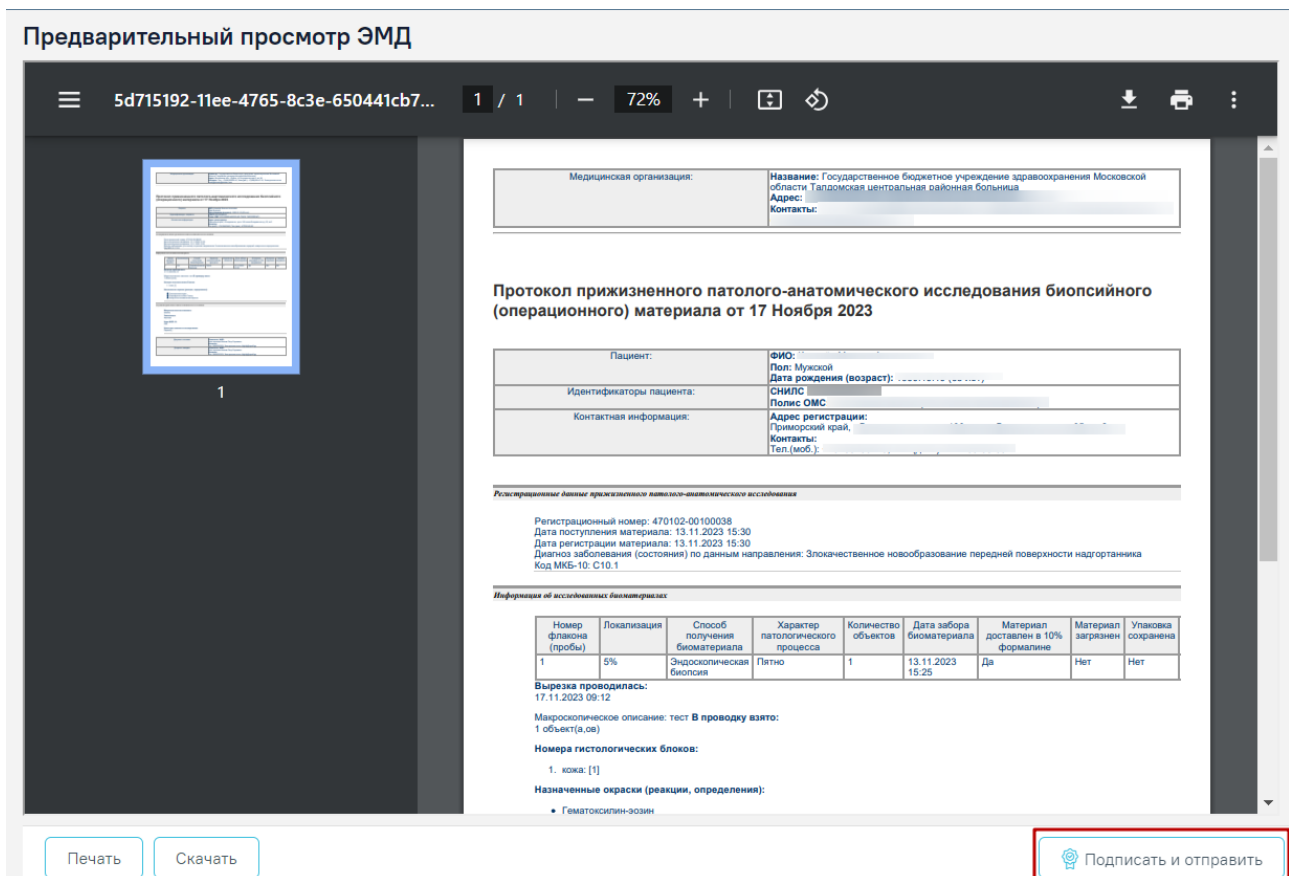 Предварительный просмотр ЭМД
5d715192-11ee-4765-8c3e-650441cb7...
1 / 1
72%
1
Медицинская организация:
Название: Государственное бюджетное учреждение здравоохранения Московской
области Талдомская центральная районная больница
Адрес:
Контакты:
Протокол прижизненного патолого-анатомического исследования биопсийного
(операционного) материала от 17 Ноября 2023
Пациент:
ФИО:
Пол: Мужской
Дата рождения (возраст):
Идентификаторы пациента:
СНИЛС
Полис ОМС
Контактная информация:
Адрес регистрации:
Приморский край,
Контакты:
Тел.(моб.):
Регистрационные данные прижизненного патолого-анатомического исследования
Регистрационный номер: 470102-00100038
Дата поступления материала: 13.11.2023 15:30
Дата регистрации материала: 13.11.2023 15:30
Диагноз заболевания (состояния) по данным направления: Злокачественное новообразование передней поверхности надгортанника
Код МКБ-10: C10.1
Информация об исследованных биоматериалах
Номер флакона (пробы) Локализация Способ получения биоматериала Характер патологического процесса Количество объектов Дата забора биоматериала Материал доставлен в 10% формалине Материал загрязнен Упаковка сохранена
1 5% Эндоскопическая биопсия Пятно 1 13.11.2023 15:25 Да Нет Нет
Вырезка проводилась:
17.11.2023 09:12
Макроскопическое описание: тест В проводку взято:
1 объект(а,ов)
Номера гистологических блоков:
1. кожа: [1]
Назначенные окраски (реакции, определения):
• Гематоксилин-эозин
Печать
Скачать
Подписать и отправить